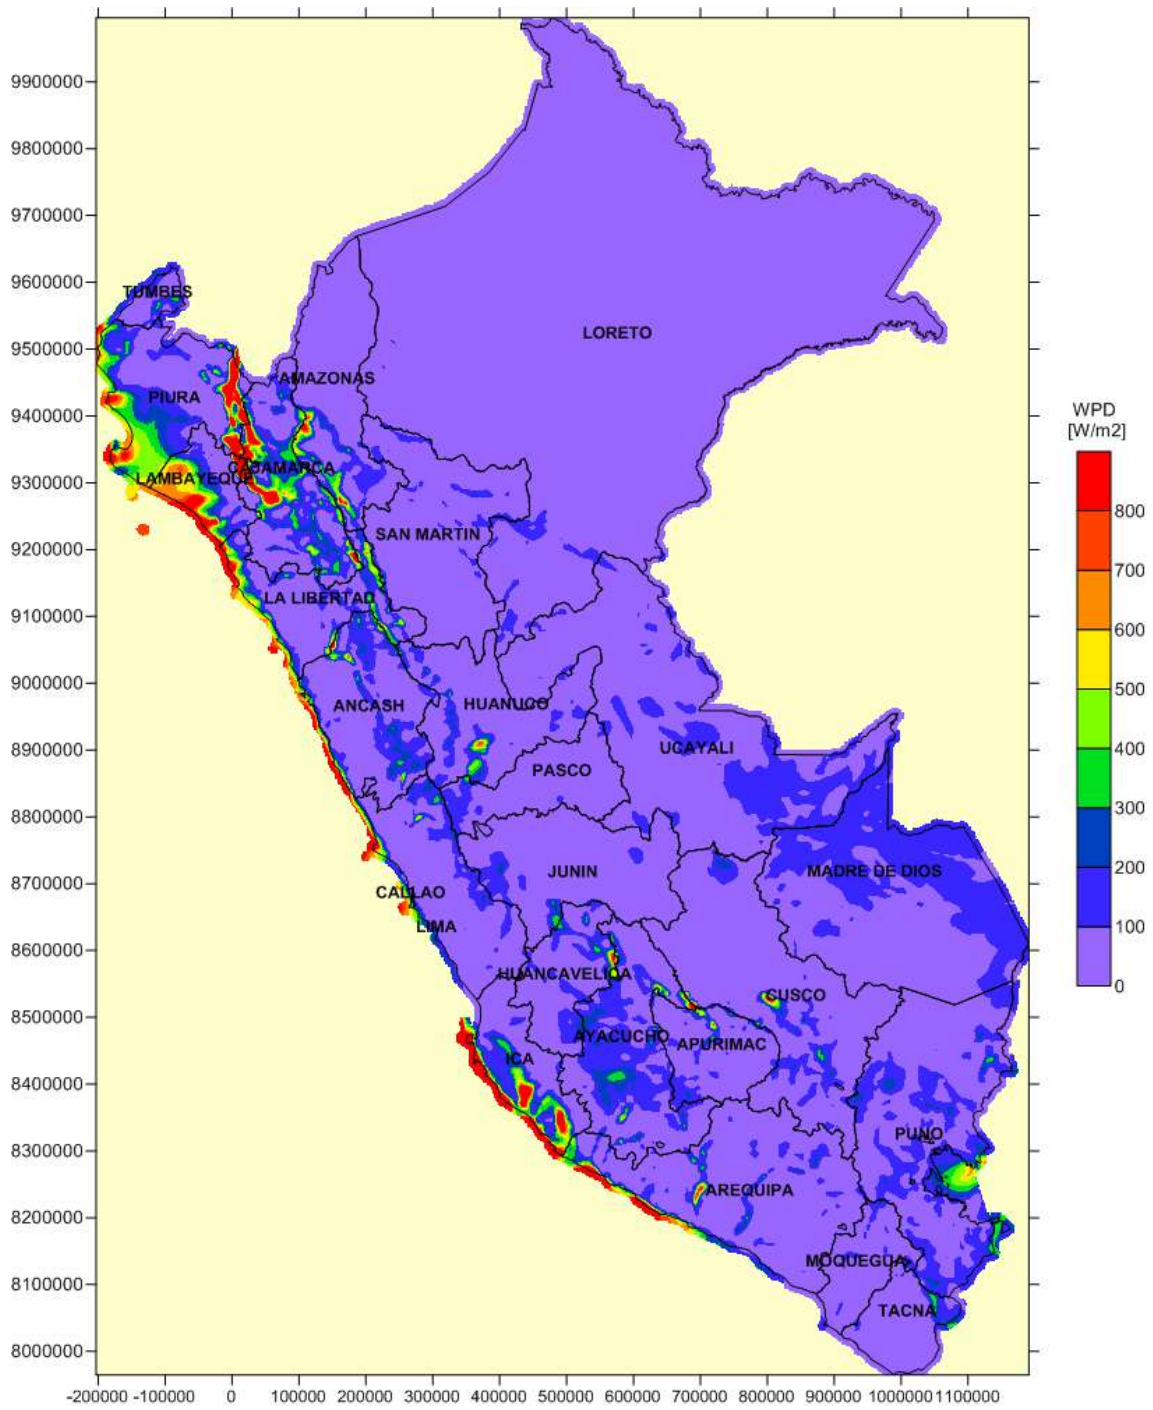 9900000
9800000
9700000
9600000
9500000
9400000
9300000
9200000
9100000
9000000
8900000
8800000
8700000
8600000
8500000
8400000
8300000
8200000
8100000
8000000
TUMBES
LORETO
AMAZONAS
PIURA
CAJAMARCA
LAMBAYEQUE
SAN MARTIN
LA LIBERTAD
ANCASH
HUANUCO
UCAYALI
PASCO
JUNIN
MADRE DE DIOS
CALLAO
LIMA
HUANCAVELICA
CUSCO
AYACUCHO
APURIMAC
ICA
PUNO
AREQUIPA
MOQUEGUA
TACNA
WPD
[W/m2]
800
700
600
500
400
300
200
100
0
-200000 -100000 0 100000 200000 300000 400000 500000 600000 700000 800000 900000 1000000 1100000